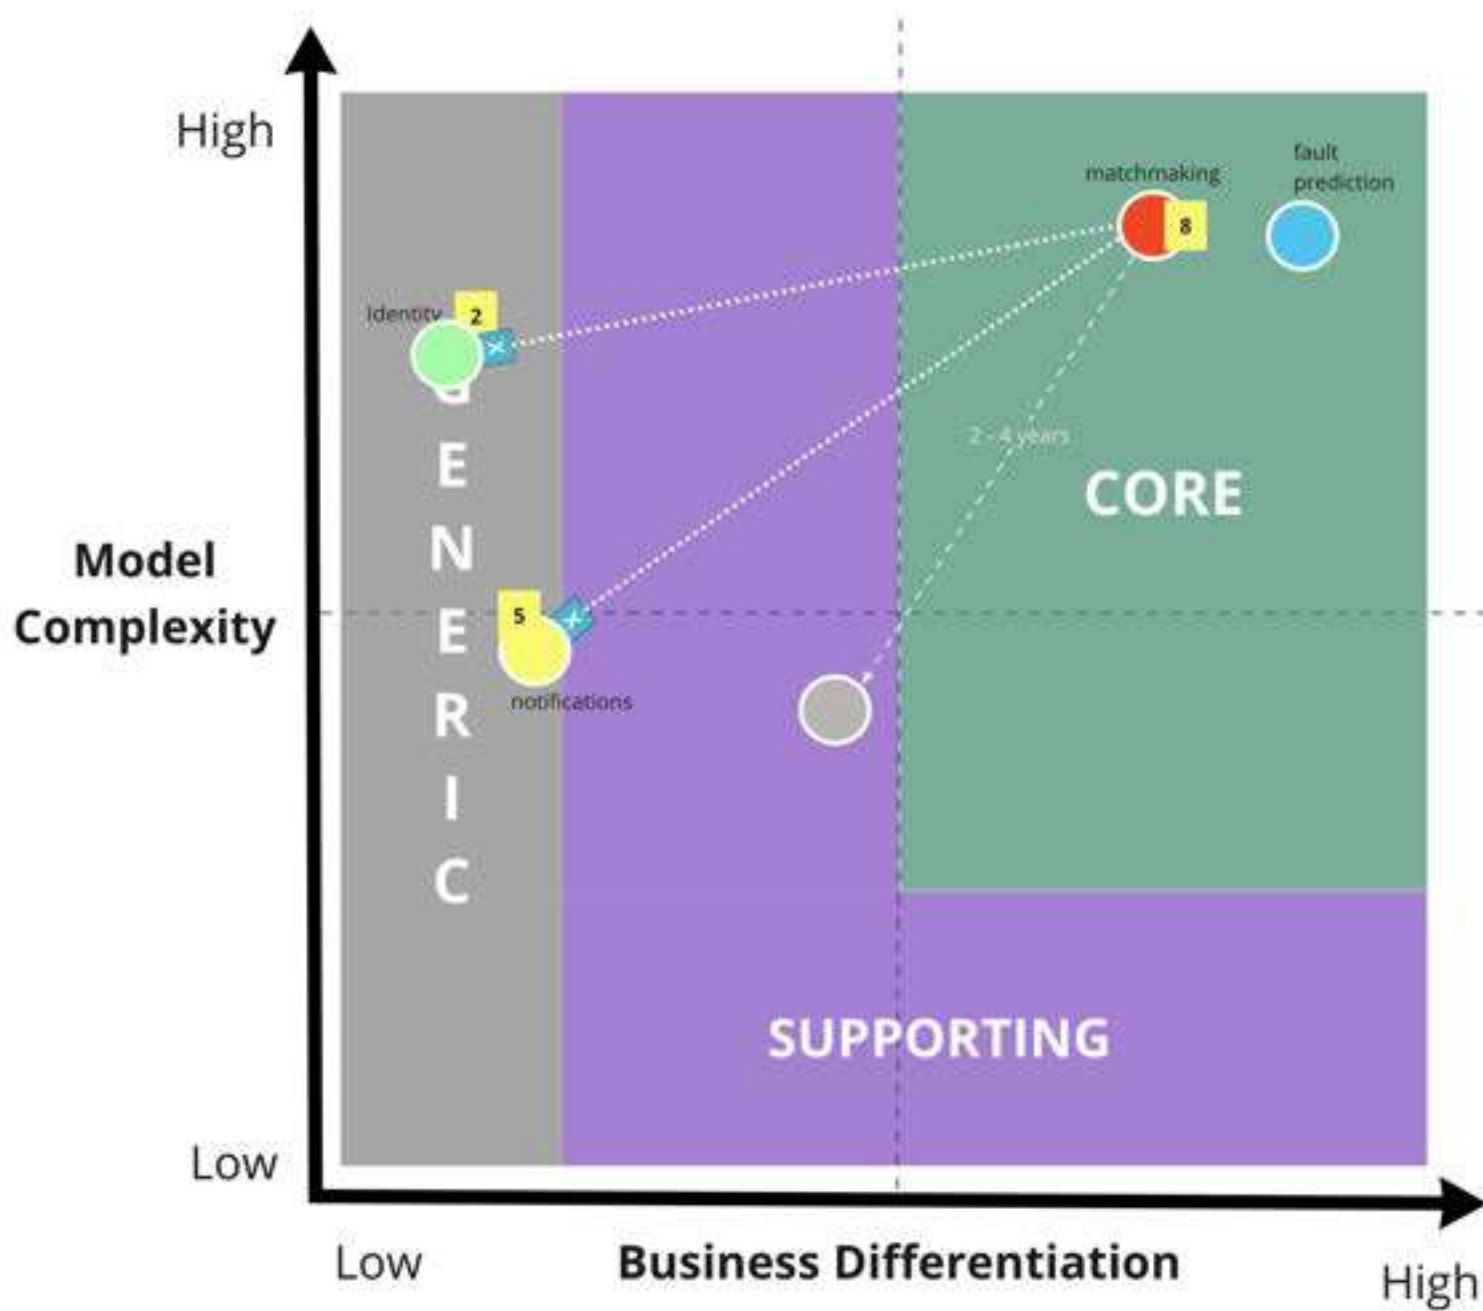 High
fault
prediction
matchmaking
8
Identity
2
X
2 - 4 years
CORE
GENERIC
Model
Complexity
5
X
notifications
SUPPORTING
Low
Low
Business Differentiation
High